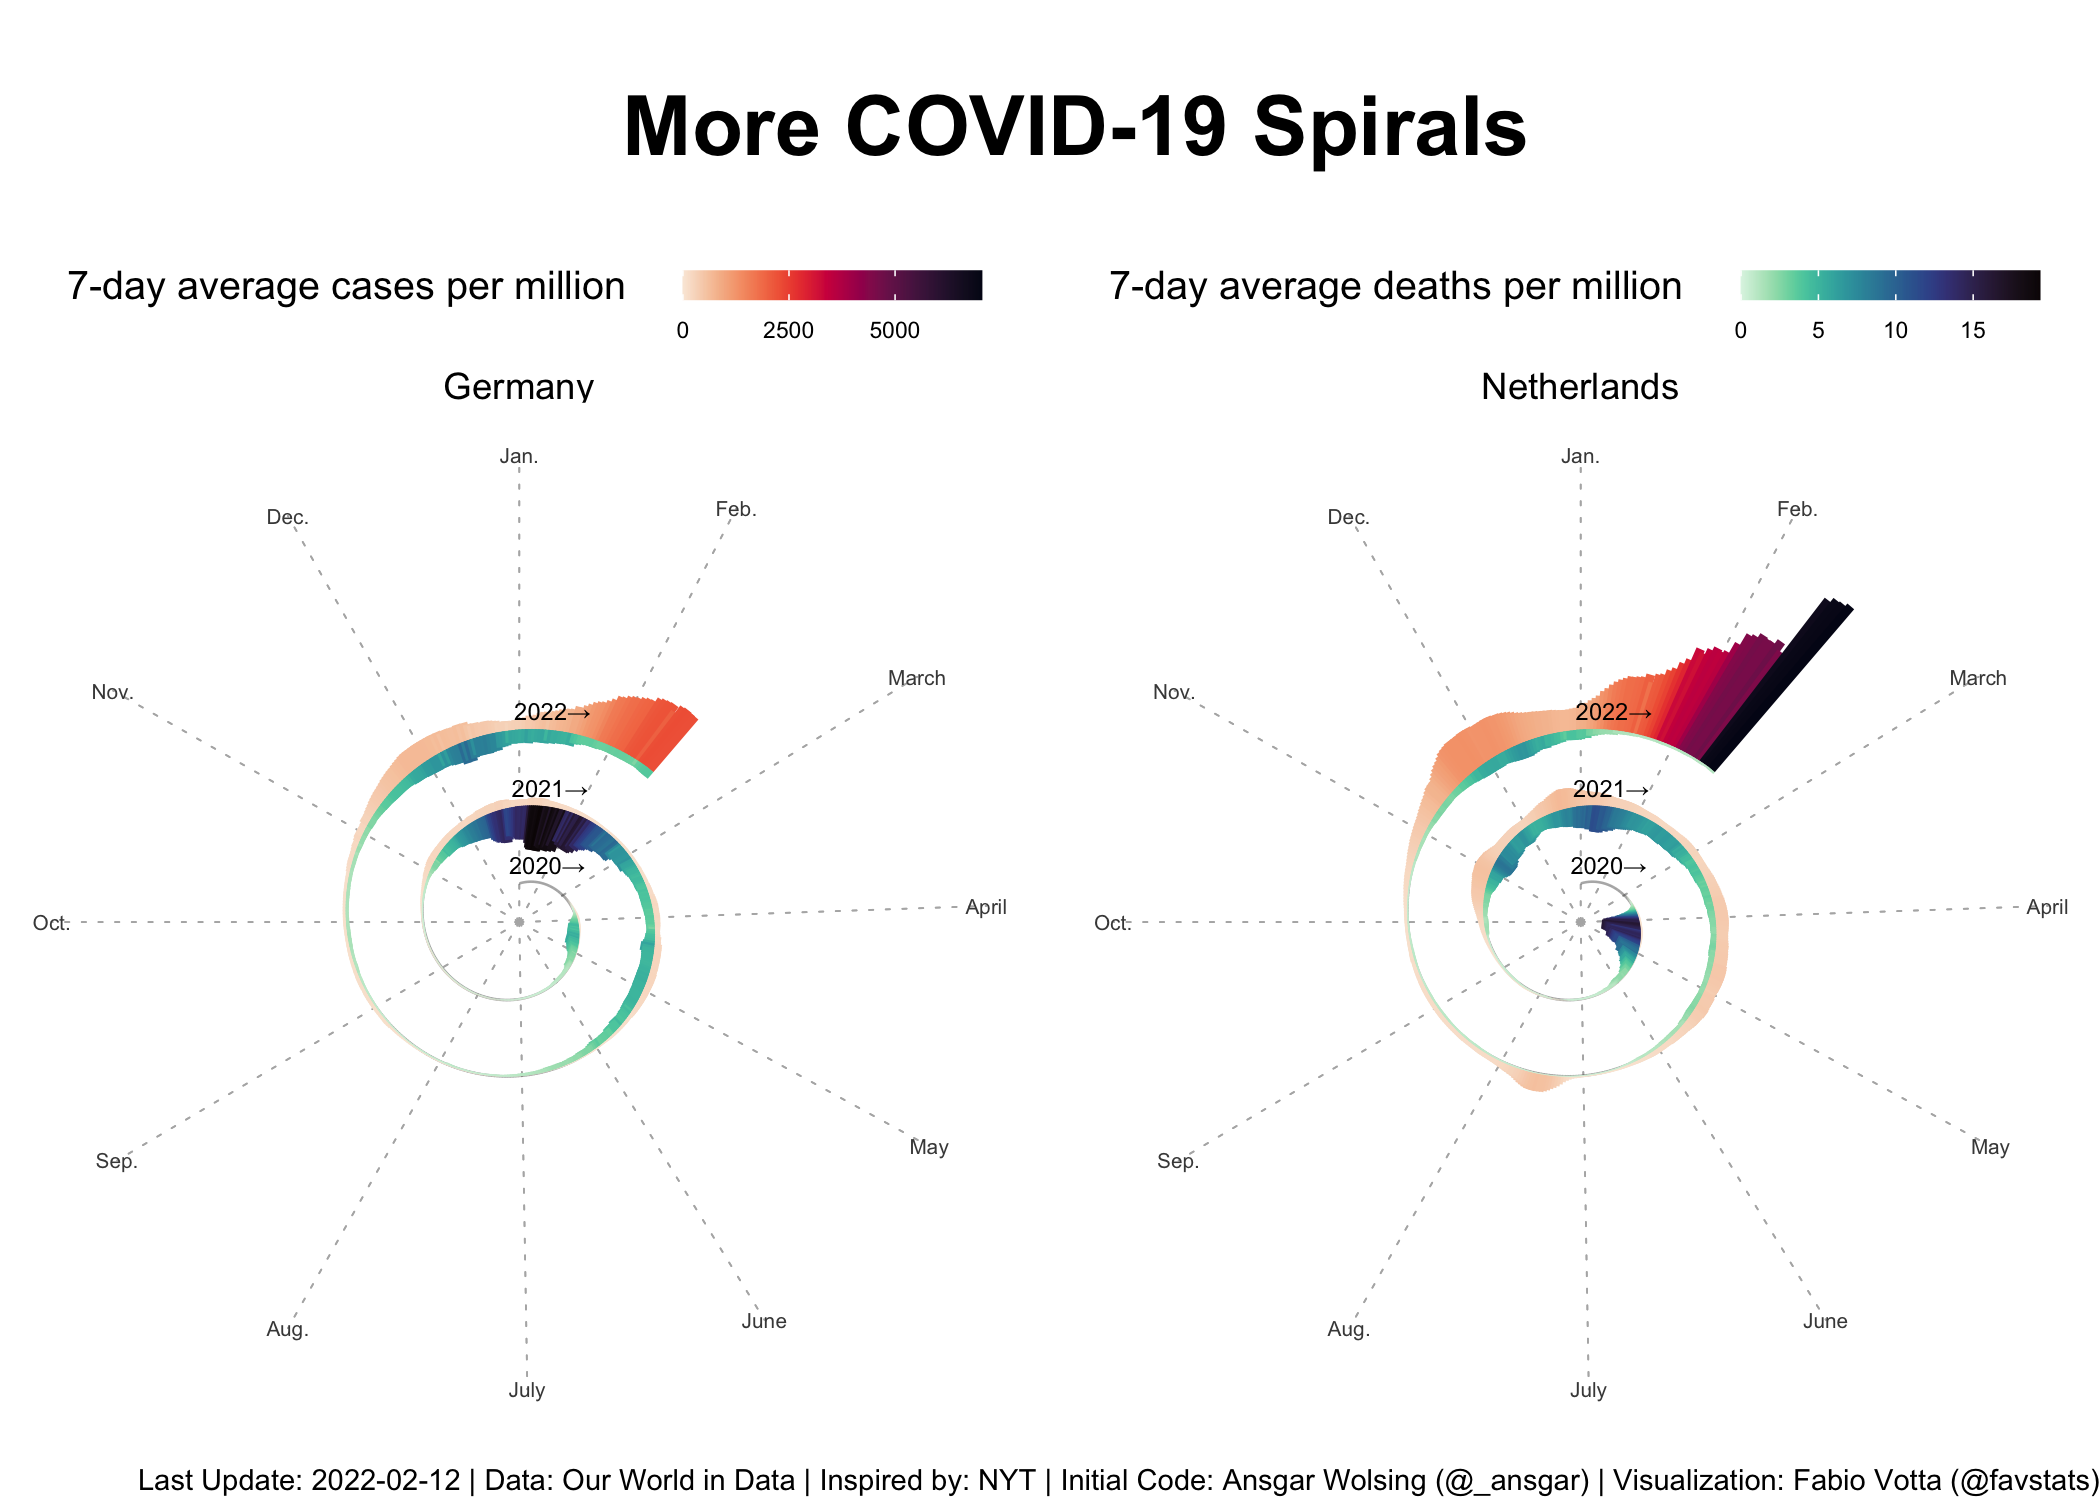 More COVID-19 Spirals
7-day average cases per million
0 2500 5000
7-day average deaths per million
0 5 10 15
Germany
Jan.
Feb.
March
April
May
June
July
Aug.
Sep.
Oct.
Nov.
Dec.
2022→
2021→
2020→
Netherlands
Jan.
Feb.
March
April
May
June
July
Aug.
Sep.
Oct.
Nov.
Dec.
2022→
2021→
2020→
Last Update: 2022-02-12 | Data: Our World in Data | Inspired by: NYT | Initial Code: Ansgar Wolsing (@_ansgar) | Visualization: Fabio Votta (@favstats)